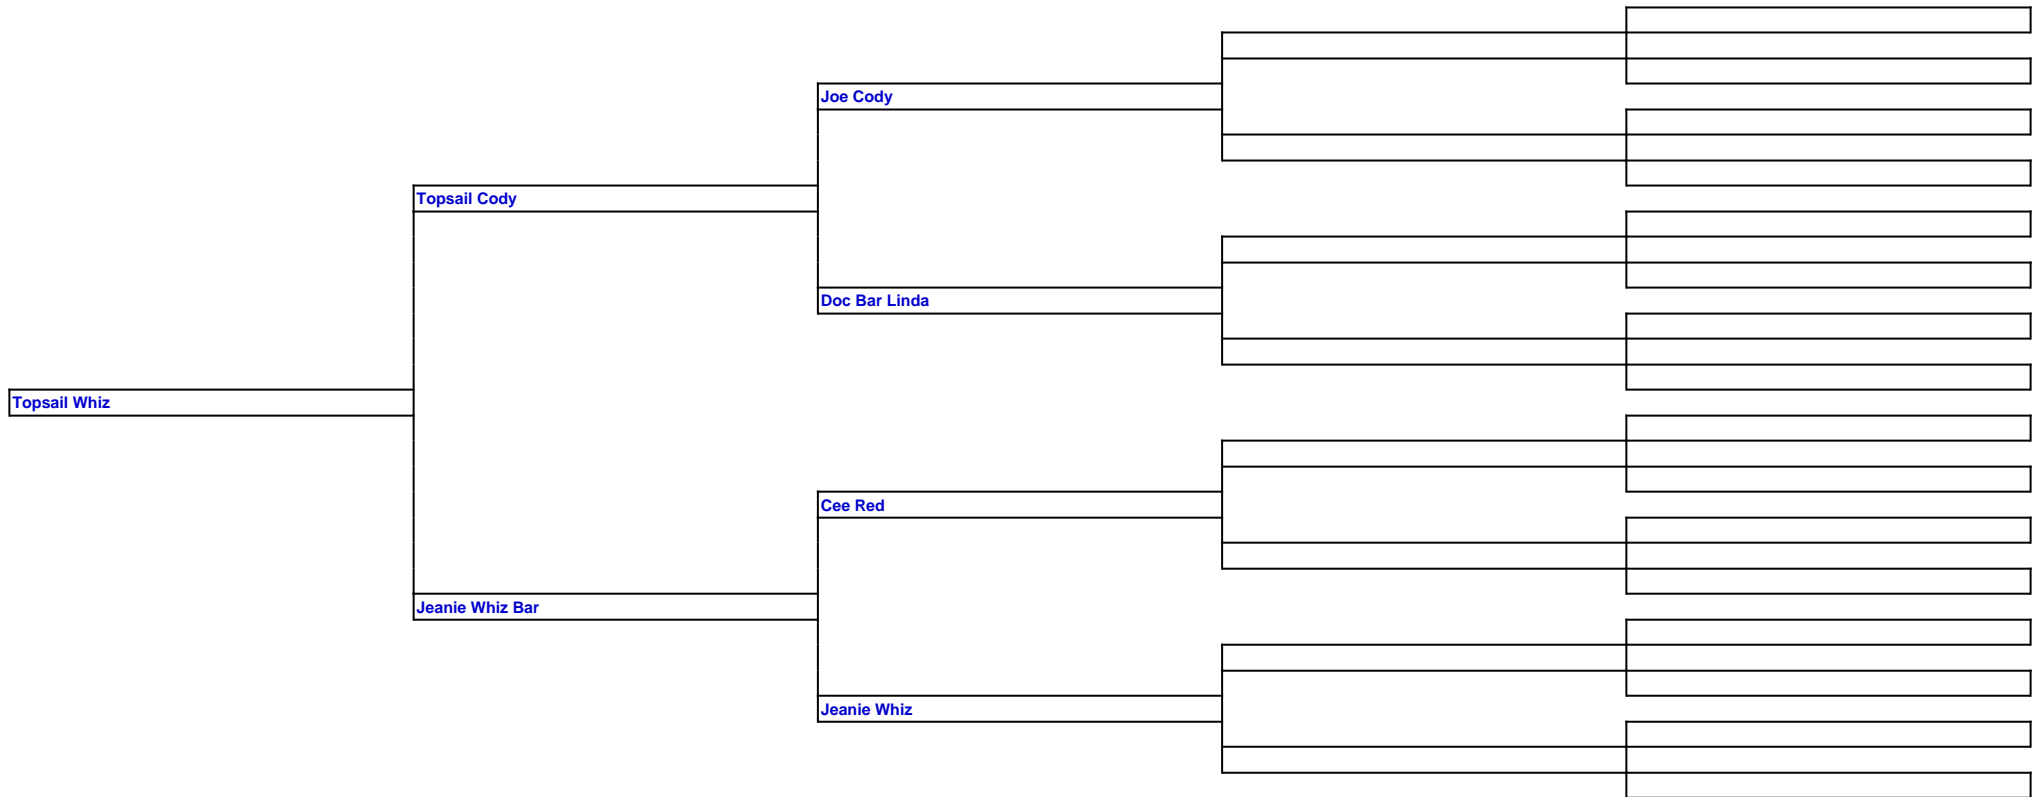 Joe Cody
Topsail Cody
Doc Bar Linda
Topsail Whiz
Cee Red
Jeanie Whiz Bar
Jeanie Whiz